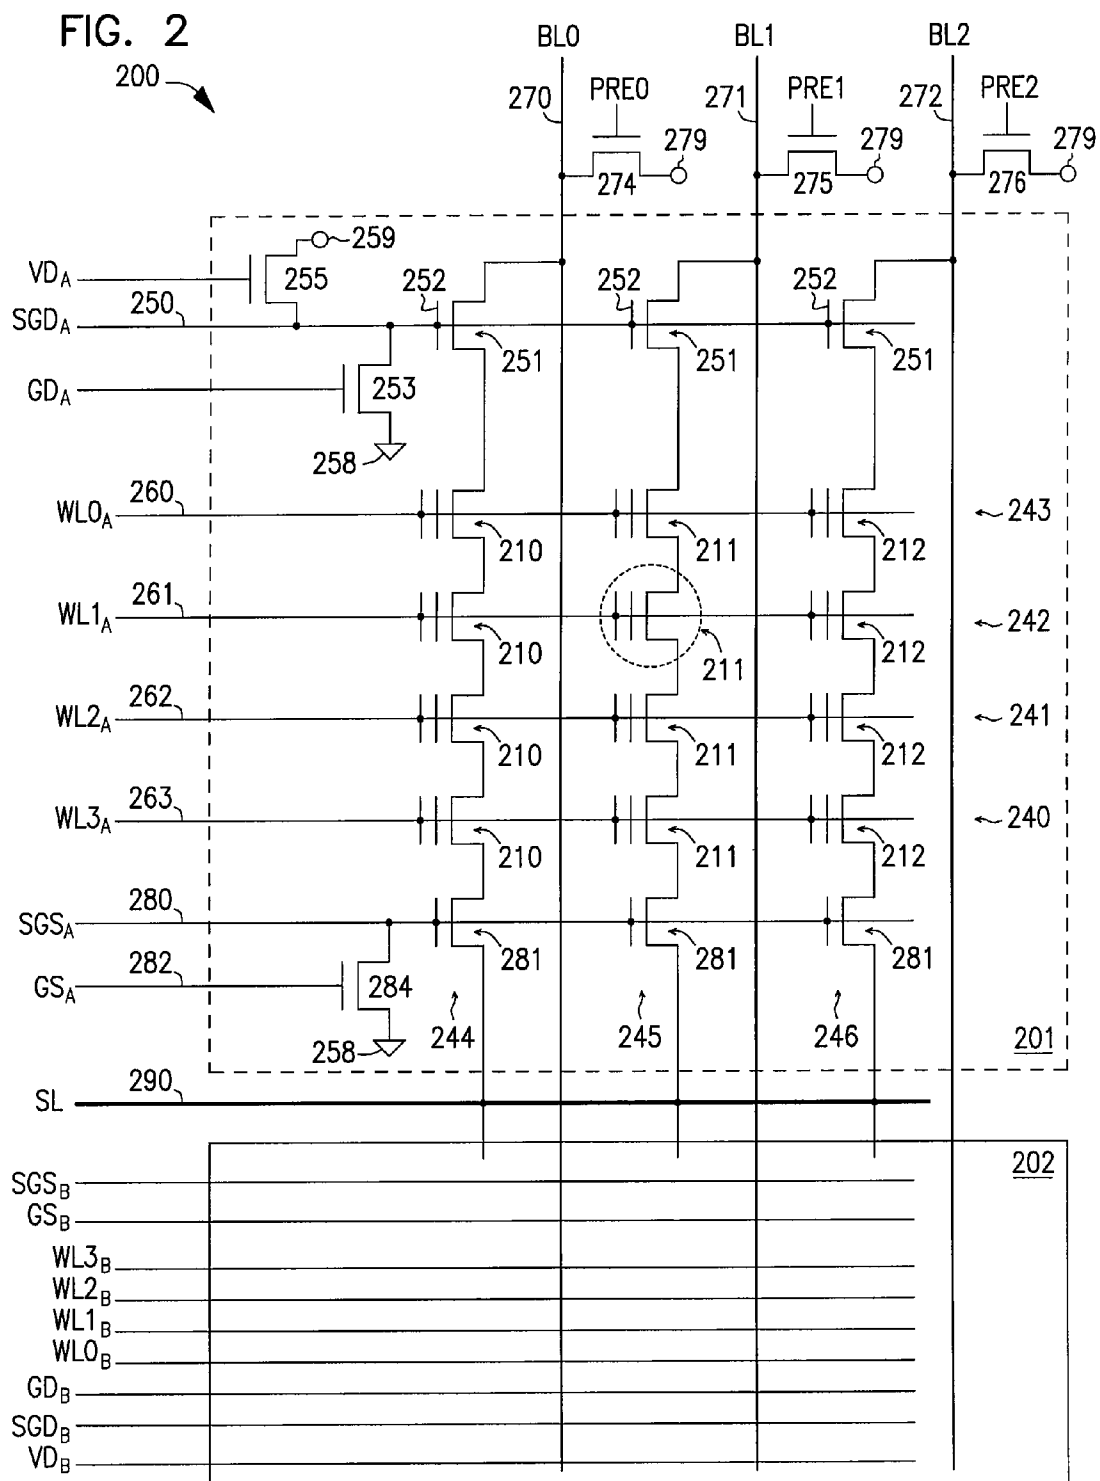 FIG. 2
BL0 BL1 BL2
200
270 PRE0 271 PRE1 272 PRE2
279 279 279
274 275 276
259
VDA 255
250 252 252 252
SGDA
251 251 251
GDA 253
258
260
WL0A 243
210 211 212
261
WL1A 242
210 211 212
262
WL2A 241
210 211 212
263
WL3A 240
210 211 212
280
SGSA
281 281 281
282
GSA 284
258 244 245 246
201
290
SL
202
SGSB
GSB
WL3B
WL2B
WL1B
WL0B
GDB
SGDB
VDB